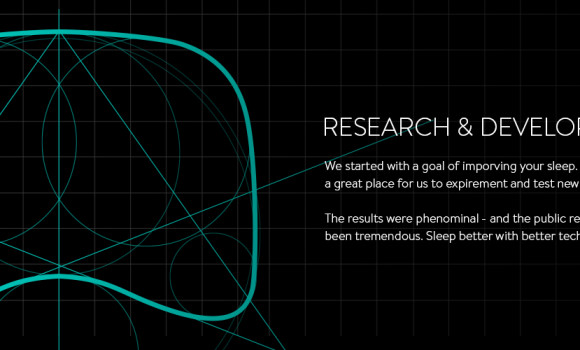 RESEARCH & DEVELOP
We started with a goal of imporving your sleep.
a great place for us to expirement and test new
The results were phenominal - and the public re
been tremendous. Sleep better with better tech